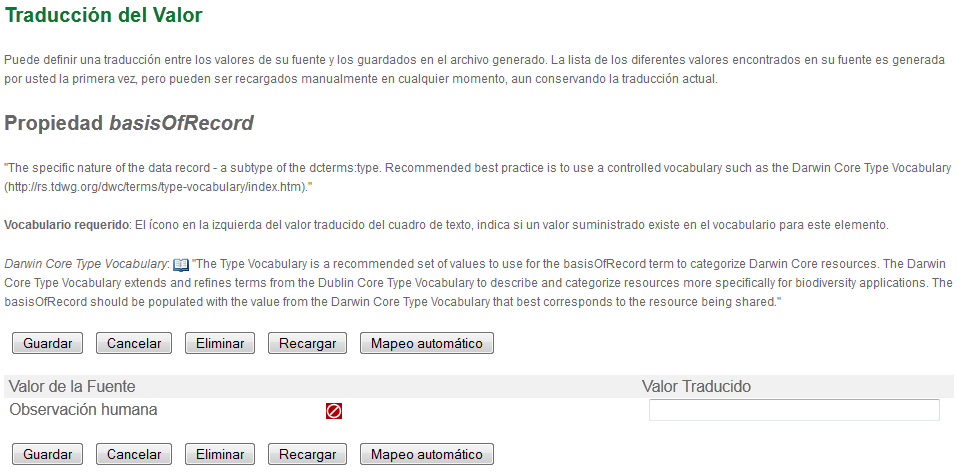 Traducción del Valor
Puede definir una traducción entre los valores de su fuente y los guardados en el archivo generado. La lista de los diferentes valores encontrados en su fuente es generada
por usted la primera vez, pero pueden ser recargados manualmente en cualquier momento, aun conservando la traducción actual.
Propiedad basisOfRecord
"The specific nature of the data record - a subtype of the dcterms:type. Recommended best practice is to use a controlled vocabulary such as the Darwin Core Type Vocabulary
(http://rs.tdwg.org/dwc/terms/type-vocabulary/index.htm)."
Vocabulario requerido: El ícono en la izquierda del valor traducido del cuadro de texto, indica si un valor suministrado existe en el vocabulario para este elemento.
Darwin Core Type Vocabulary: "The Type Vocabulary is a recommended set of values to use for the basisOfRecord term to categorize Darwin Core resources. The Darwin
Core Type Vocabulary extends and refines terms from the Dublin Core Type Vocabulary to describe and categorize resources more specifically for biodiversity applications. The
basisOfRecord should be populated with the value from the Darwin Core Type Vocabulary that best corresponds to the resource being shared."
Guardar Cancelar Eliminar Recargar Mapeo automático
Valor de la Fuente Valor Traducido
Observación humana
Guardar Cancelar Eliminar Recargar Mapeo automático